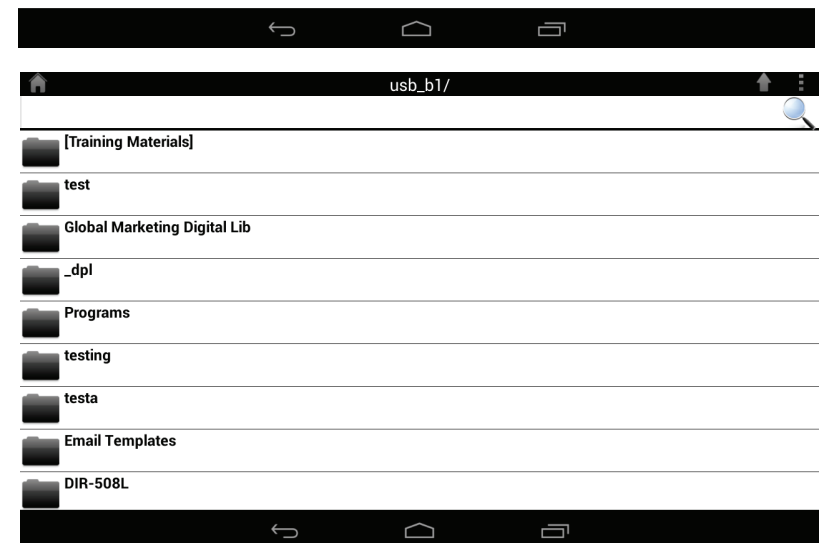 usb_b1/
[Training Materials]
test
Global Marketing Digital Lib
_dpl
Programs
testing
testa
Email Templates
DIR-508L